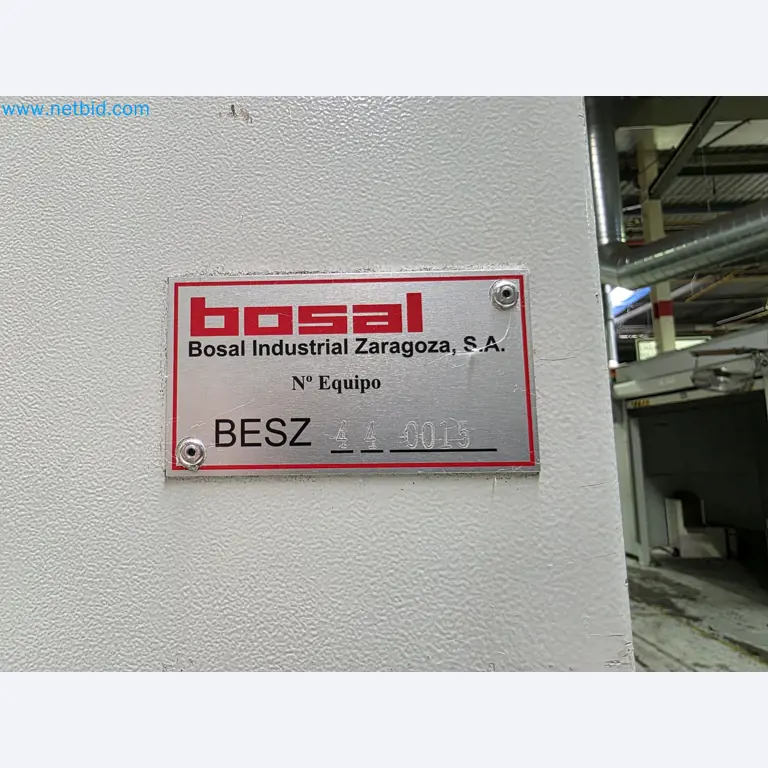 www.netbid.com
bosal
Bosal Industrial Zaragoza, S.A.
Nº Equipo
BESZ 4 4 0015